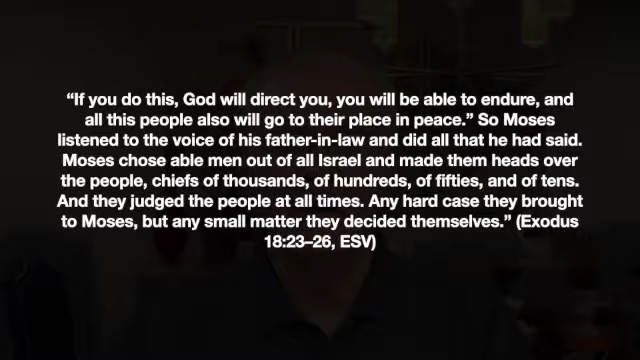 “If you do this, God will direct you, you will be able to endure, and
all this people also will go to their place in peace.” So Moses
listened to the voice of his father-in-law and did all that he had said.
Moses chose able men out of all Israel and made them heads over
the people, chiefs of thousands, of hundreds, of fifties, and of tens.
And they judged the people at all times. Any hard case they brought
to Moses, but any small matter they decided themselves.” (Exodus
18:23–26, ESV)